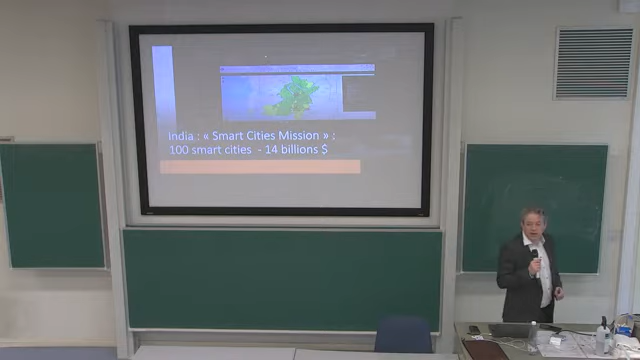 India : « Smart Cities Mission » :
100 smart cities - 14 billions $